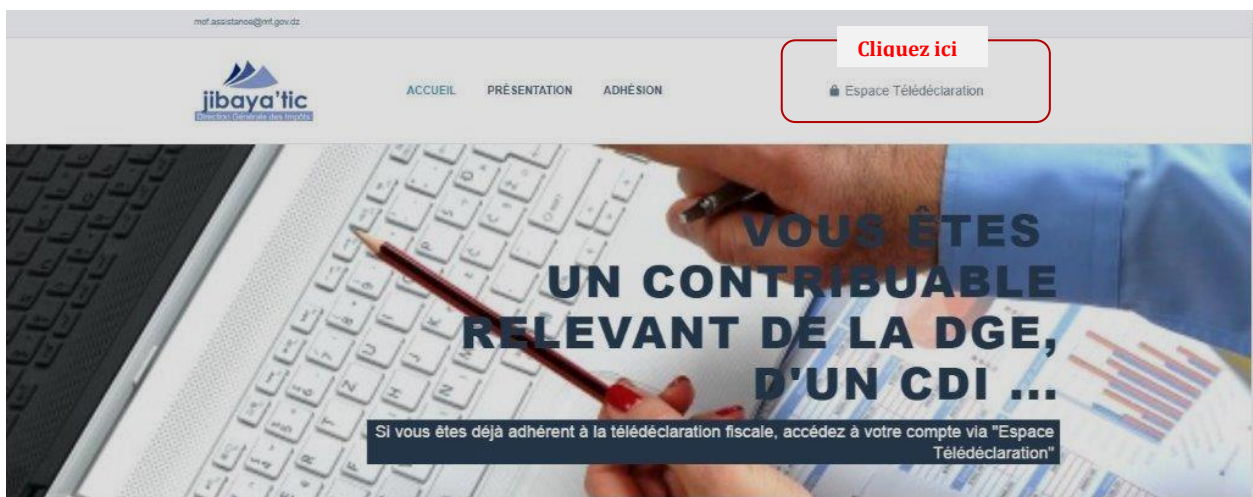 mof.assistance@mf.gov.dz
Cliquez ici
jibaya'tic
Direction Générale des Impôts
ACCUEIL PRÉSENTATION ADHÉSION Espace Télédéclaration
VOUS ÊTES
UN CONTRIBUABLE
RELEVANT DE LA DGE,
D'UN CDI ...
Si vous êtes déjà adhérent à la télédéclaration fiscale, accédez à votre compte via "Espace
Télédéclaration"